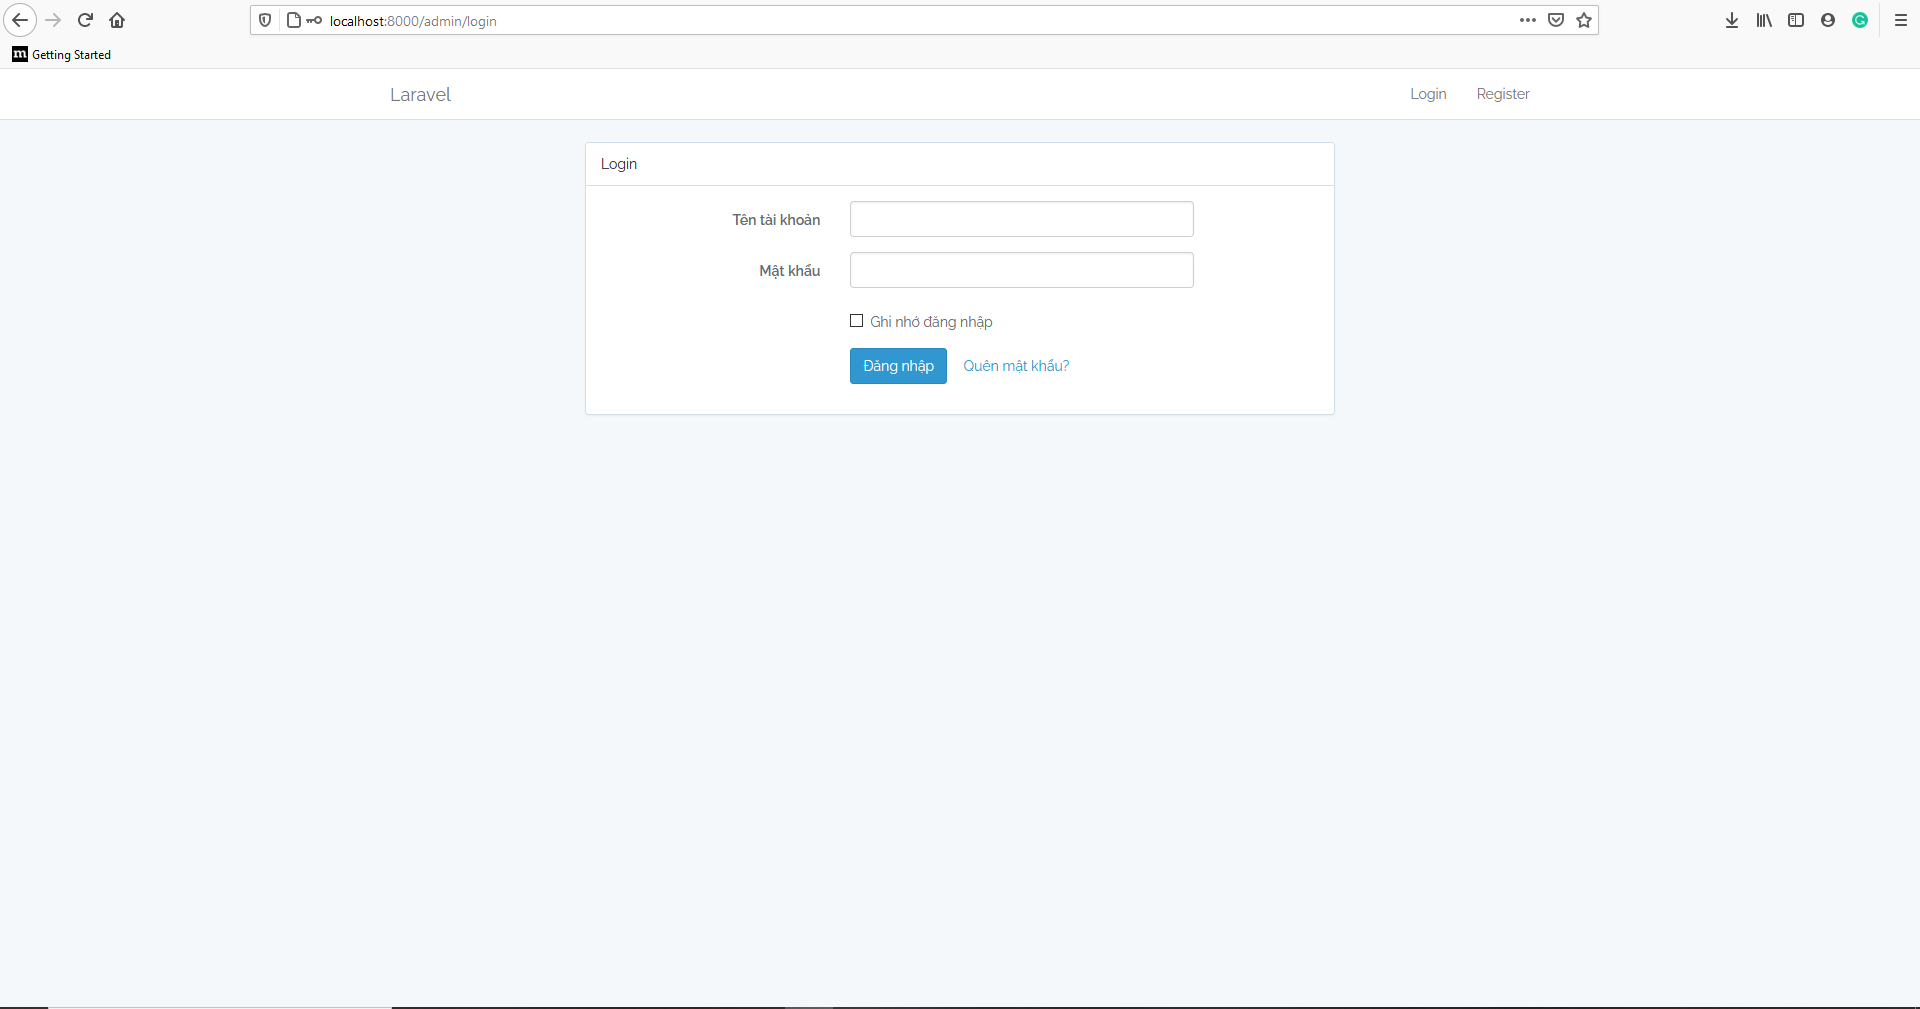 localhost:8000/admin/login
m Getting Started
Laravel Login Register
Login
Tên tài khoản
Mật khẩu
Ghi nhớ đăng nhập
Đăng nhập Quên mật khẩu?